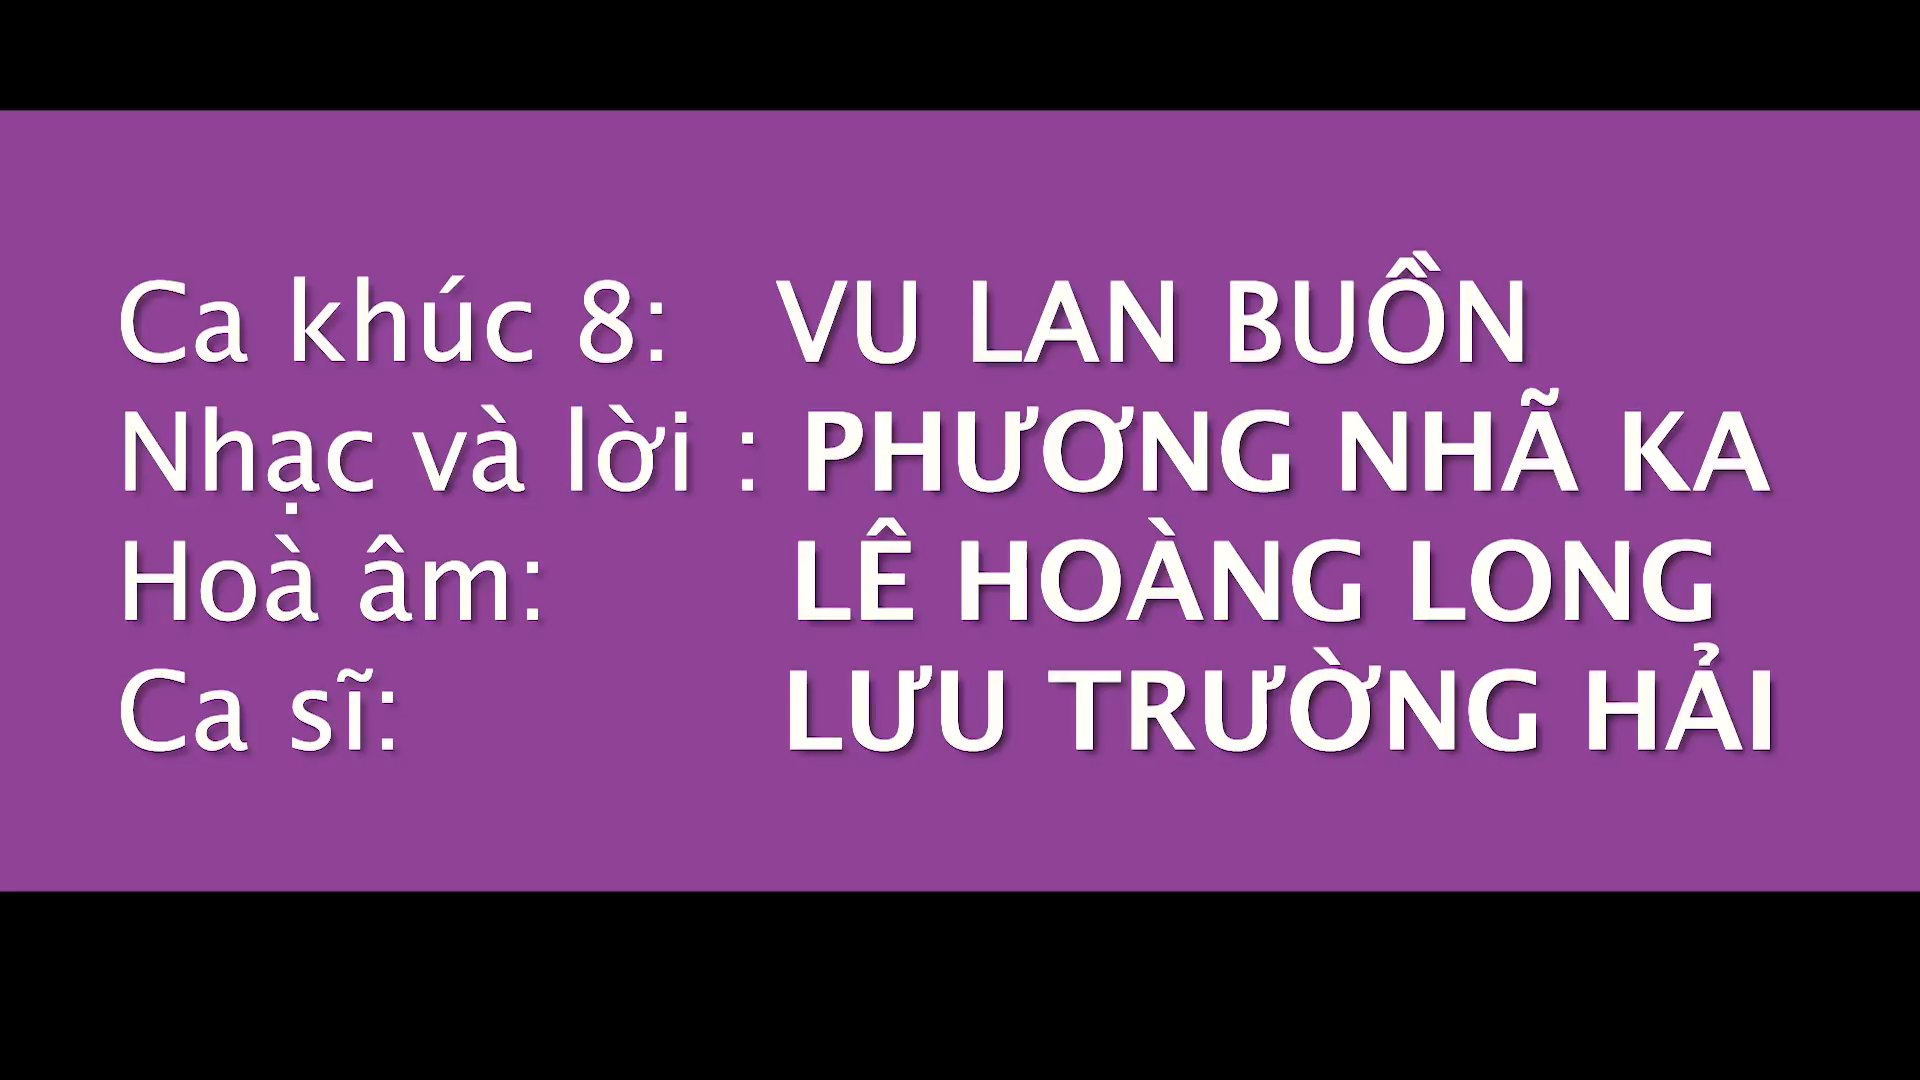 Ca khúc 8: VU LAN BUỒN
Nhạc và lời : PHƯƠNG NHÃ KA
Hoà âm: LÊ HOÀNG LONG
Ca sĩ: LƯU TRƯỜNG HẢI